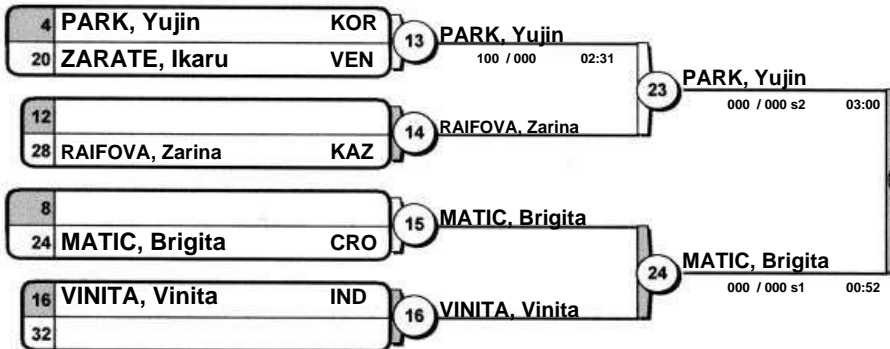 4 PARK, Yujin KOR
20 ZARATE, Ikaru VEN
13 PARK, Yujin
100 / 000 02:31
23 PARK, Yujin
000 / 000 s2 03:00
12
28 RAIFOVA, Zarina KAZ
14 RAIFOVA, Zarina
8
24 MATIC, Brigita CRO
15 MATIC, Brigita
24 MATIC, Brigita
000 / 000 s1 00:52
16 VINITA, Vinita IND
32
16 VINITA, Vinita